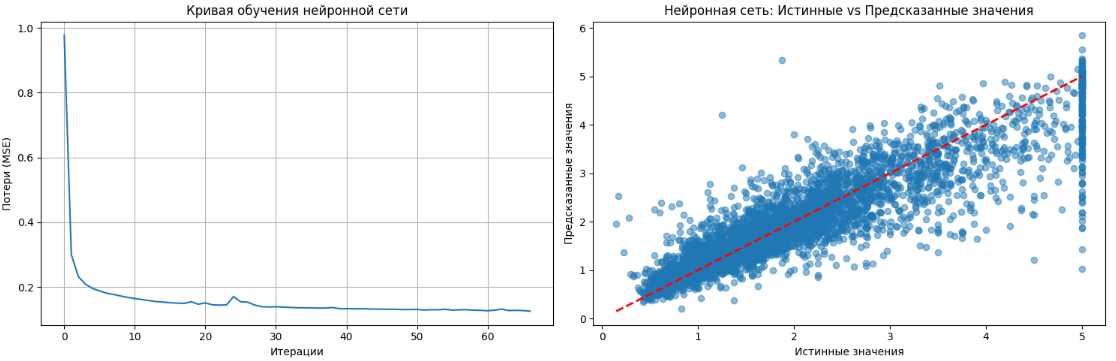 Кривая обучения нейронной сети
Потери (MSE)
1.0
0.8
0.6
0.4
0.2
0 10 20 30 40 50 60
Итерации
Нейронная сеть: Истинные vs Предсказанные значения
Предсказанные значения
6
5
4
3
2
1
0
0 1 2 3 4 5
Истинные значения